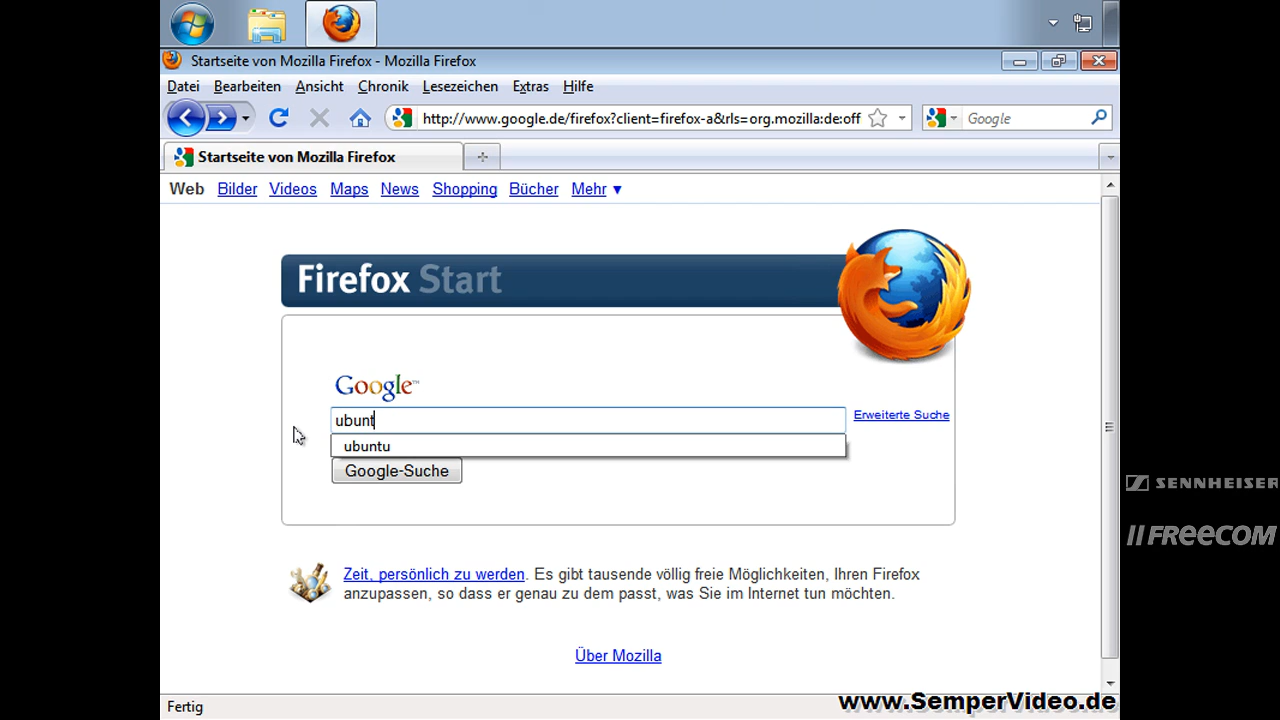 Startseite von Mozilla Firefox - Mozilla Firefox
Datei Bearbeiten Ansicht Chronik Lesezeichen Extras Hilfe
http://www.google.de/firefox?client=firefox-a&rls=org.mozilla:de:off Google
Startseite von Mozilla Firefox
Web Bilder Videos Maps News Shopping Bücher Mehr ▼
Firefox Start
Google™
ubunt
Erweiterte Suche
ubuntu
Google-Suche
SENNHEISER
FREECOM
Zeit, persönlich zu werden. Es gibt tausende völlig freie Möglichkeiten, Ihren Firefox
anzupassen, so dass er genau zu dem passt, was Sie im Internet tun möchten.
Über Mozilla
www.SemperVideo.de
Fertig